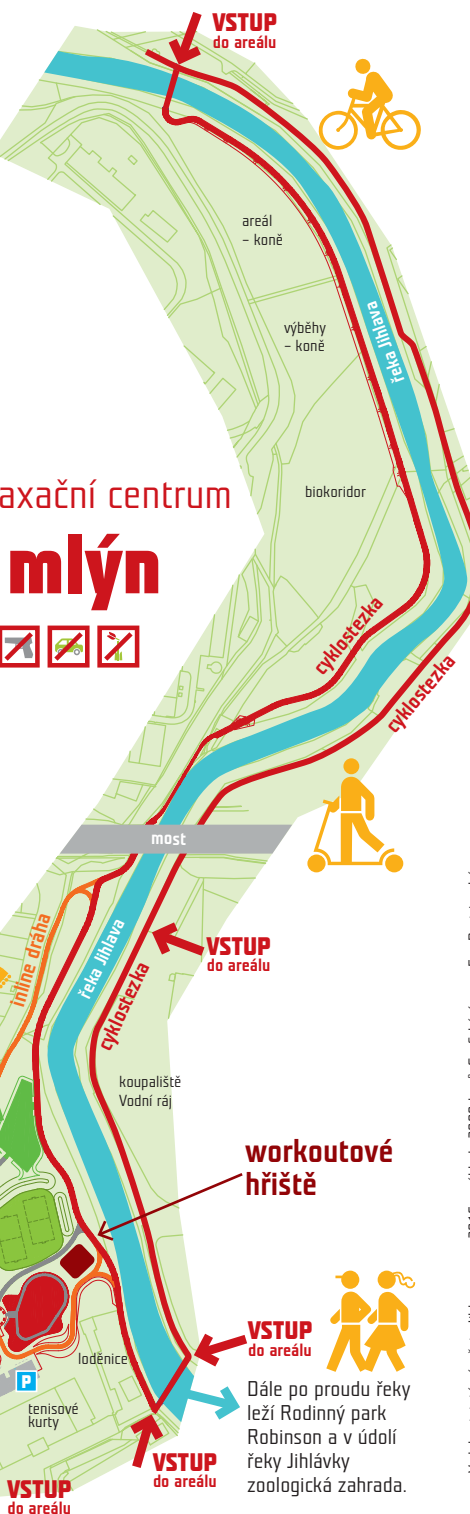 VSTUP
do areálu
areál
– koně
výběhy
– koně
řeka Jihlava
biokoridor
axační centrum
mlýn
cyklostezka
cyklostezka
most
řeka Jihlava
inline dráha
VSTUP
do areálu
cyklostezka
koupaliště
Vodní ráj
workoutové
hřiště
VSTUP
do areálu
loděnice
P
tenisové
kurty
Dále po proudu řeky
leží Rodinný park
Robinson a v údolí
řeky Jihlávky
zoologická zahrada.
VSTUP
do areálu
VSTUP
do areálu